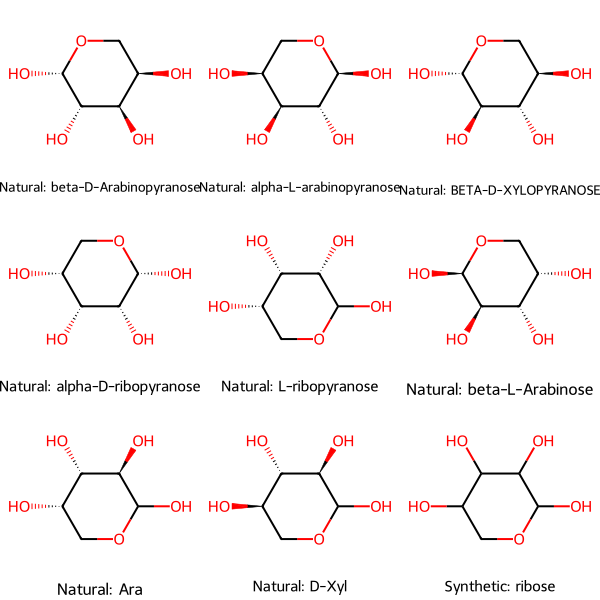 O
HO OH
HO OH
Natural: beta-D-Arabinopyranose
O
HO OH
HO OH
Natural: alpha-L-arabinopyranose
O
HO OH
HO OH
Natural: BETA-D-XYLOPYRANOSE
O
HO OH
HO OH
Natural: alpha-D-ribopyranose
HO OH
HO OH
O
Natural: L-ribopyranose
O
HO OH
HO OH
Natural: beta-L-Arabinose
HO OH
HO OH
O
Natural: Ara
HO OH
HO OH
O
Natural: D-Xyl
HO OH
HO OH
O
Synthetic: ribose